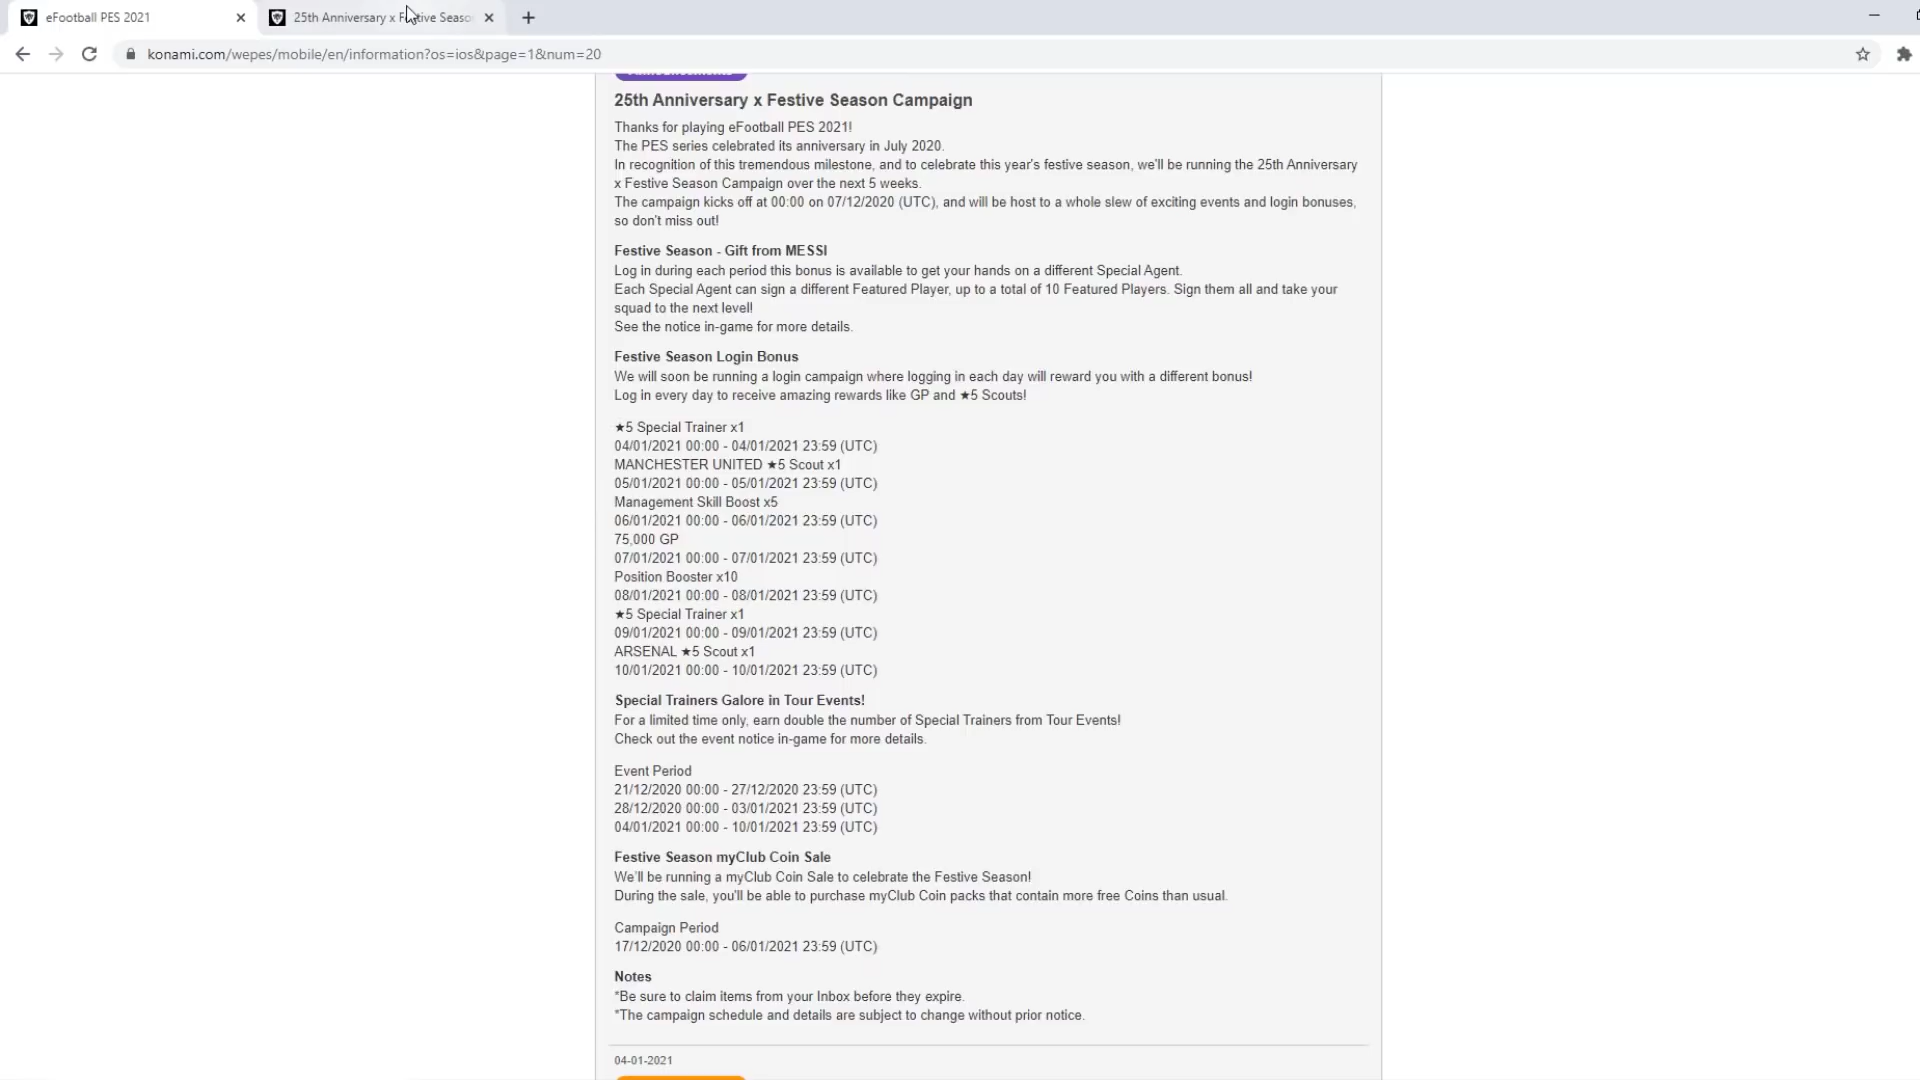 eFootball PES 2021
25th Anniversary x Festive Seaso
konami.com/wepes/mobile/en/information?os=ios&page=1&num=20
25th Anniversary x Festive Season Campaign
Thanks for playing eFootball PES 2021!
The PES series celebrated its anniversary in July 2020.
In recognition of this tremendous milestone, and to celebrate this year's festive season, we'll be running the 25th Anniversary
x Festive Season Campaign over the next 5 weeks.
The campaign kicks off at 00:00 on 07/12/2020 (UTC), and will be host to a whole slew of exciting events and login bonuses,
so don't miss out!
Festive Season - Gift from MESSI
Log in during each period this bonus is available to get your hands on a different Special Agent.
Each Special Agent can sign a different Featured Player, up to a total of 10 Featured Players. Sign them all and take your
squad to the next level!
See the notice in-game for more details.
Festive Season Login Bonus
We will soon be running a login campaign where logging in each day will reward you with a different bonus!
Log in every day to receive amazing rewards like GP and ★5 Scouts!
★5 Special Trainer x1
04/01/2021 00:00 - 04/01/2021 23:59 (UTC)
MANCHESTER UNITED ★5 Scout x1
05/01/2021 00:00 - 05/01/2021 23:59 (UTC)
Management Skill Boost x5
06/01/2021 00:00 - 06/01/2021 23:59 (UTC)
75,000 GP
07/01/2021 00:00 - 07/01/2021 23:59 (UTC)
Position Booster x10
08/01/2021 00:00 - 08/01/2021 23:59 (UTC)
★5 Special Trainer x1
09/01/2021 00:00 - 09/01/2021 23:59 (UTC)
ARSENAL ★5 Scout x1
10/01/2021 00:00 - 10/01/2021 23:59 (UTC)
Special Trainers Galore in Tour Events!
For a limited time only, earn double the number of Special Trainers from Tour Events!
Check out the event notice in-game for more details.
Event Period
21/12/2020 00:00 - 27/12/2020 23:59 (UTC)
28/12/2020 00:00 - 03/01/2021 23:59 (UTC)
04/01/2021 00:00 - 10/01/2021 23:59 (UTC)
Festive Season myClub Coin Sale
We'll be running a myClub Coin Sale to celebrate the Festive Season!
During the sale, you'll be able to purchase myClub Coin packs that contain more free Coins than usual.
Campaign Period
17/12/2020 00:00 - 06/01/2021 23:59 (UTC)
Notes
*Be sure to claim items from your Inbox before they expire.
*The campaign schedule and details are subject to change without prior notice.
04-01-2021